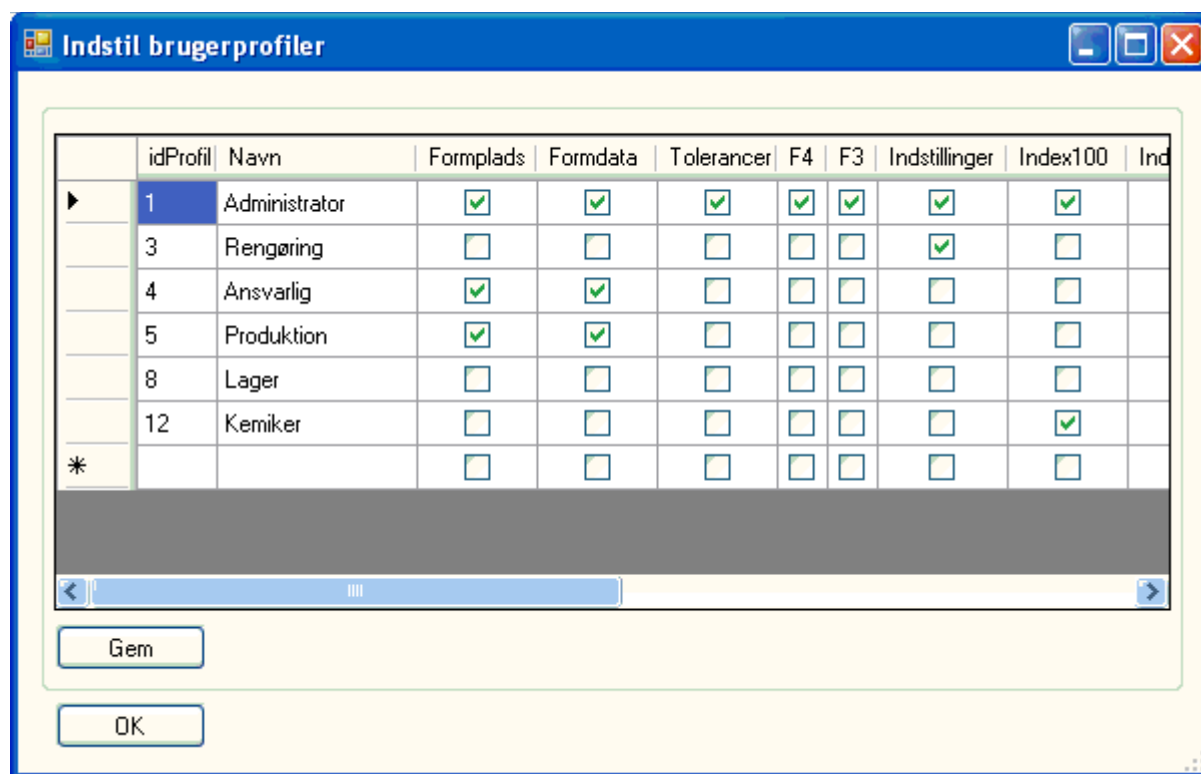 Indstil brugerprofiler
idProfil Navn Formplads Formdata Tolerancer F4 F3 Indstillinger Index100 Ind
1 Administrator
3 Rengøring
4 Ansvarlig
5 Produktion
8 Lager
12 Kemiker
Gem
OK